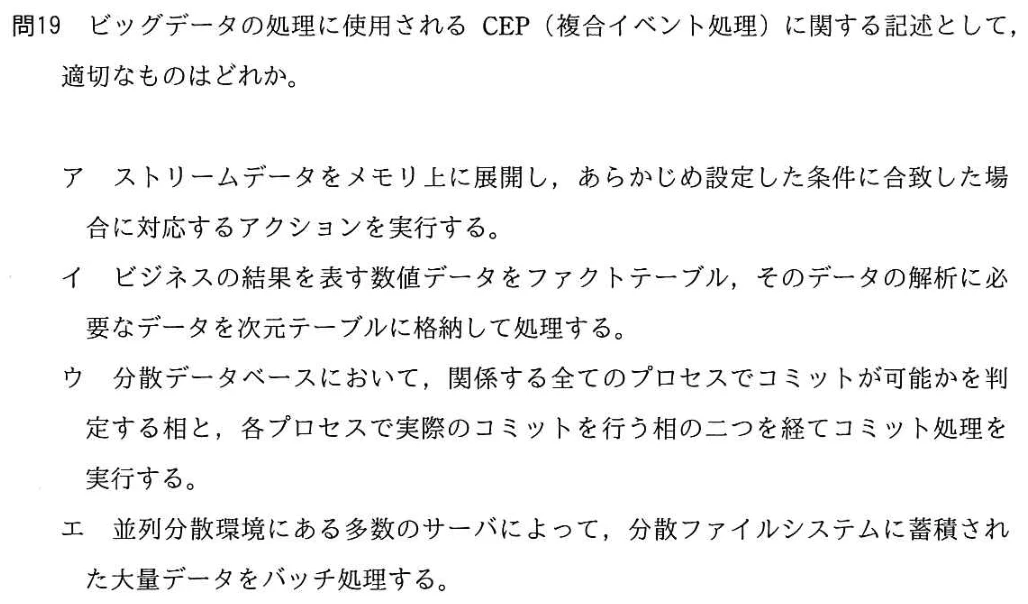 問19 ビッグデータの処理に使用される CEP（複合イベント処理）に関する記述として，
適切なものはどれか。
ア ストリームデータをメモリ上に展開し，あらかじめ設定した条件に合致した場
合に対応するアクションを実行する。
イ ビジネスの結果を表す数値データをファクトテーブル，そのデータの解析に必
要なデータを次元テーブルに格納して処理する。
ウ 分散データベースにおいて，関係する全てのプロセスでコミットが可能かを判
定する相と，各プロセスで実際のコミットを行う相の二つを経てコミット処理を
実行する。
エ 並列分散環境にある多数のサーバによって，分散ファイルシステムに蓄積され
た大量データをバッチ処理する。